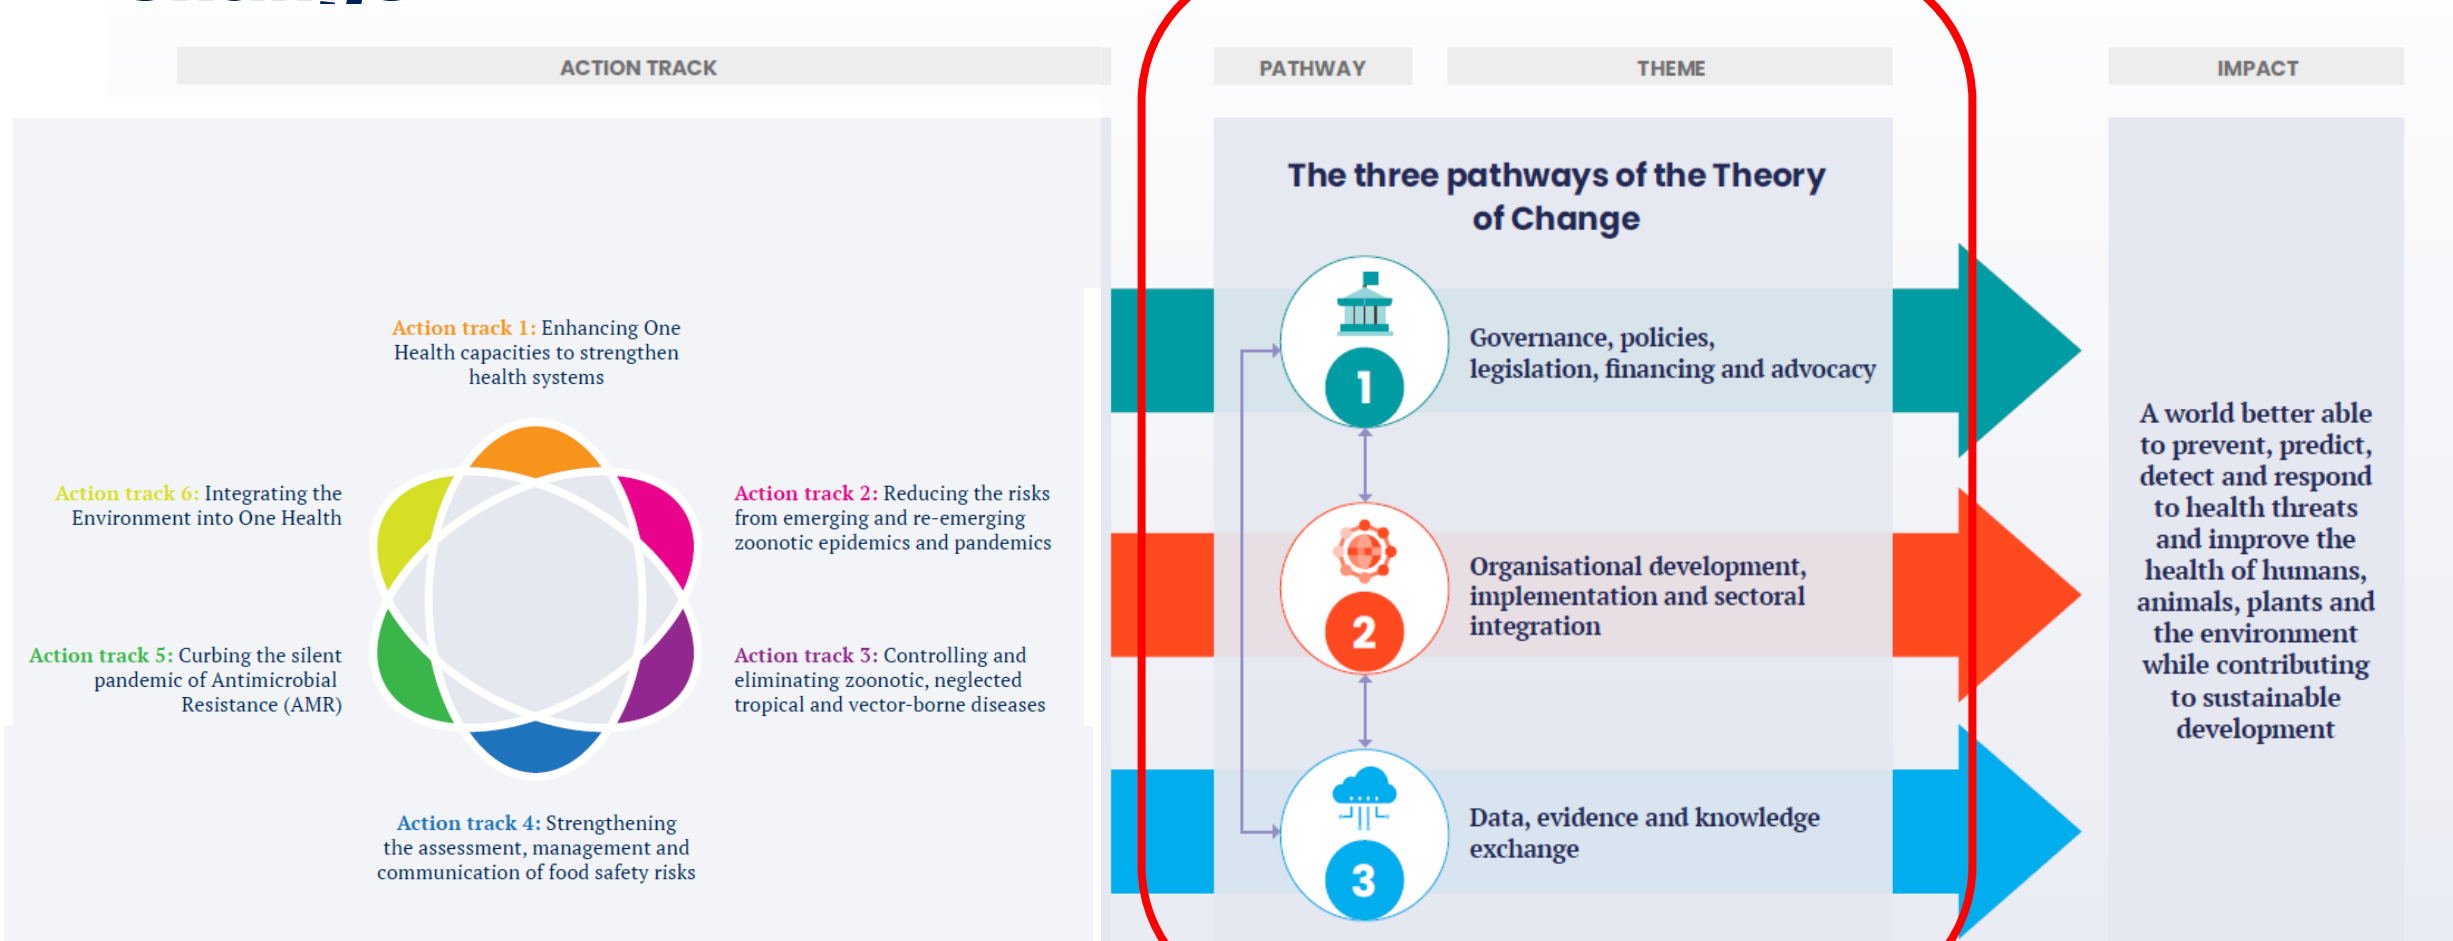 ACTION TRACK
PATHWAY
THEME
IMPACT
Action track 1: Enhancing One
Health capacities to strengthen
health systems
Action track 6: Integrating the
Environment into One Health
Action track 2: Reducing the risks
from emerging and re-emerging
zoonotic epidemics and pandemics
Action track 5: Curbing the silent
pandemic of Antimicrobial
Resistance (AMR)
Action track 3: Controlling and
eliminating zoonotic, neglected
tropical and vector-borne diseases
Action track 4: Strengthening
the assessment, management and
communication of food safety risks
The three pathways of the Theory
of Change
1
Governance, policies,
legislation, financing and advocacy
2
Organisational development,
implementation and sectoral
integration
3
Data, evidence and knowledge
exchange
A world better able
to prevent, predict,
detect and respond
to health threats
and improve the
health of humans,
animals, plants and
the environment
while contributing
to sustainable
development